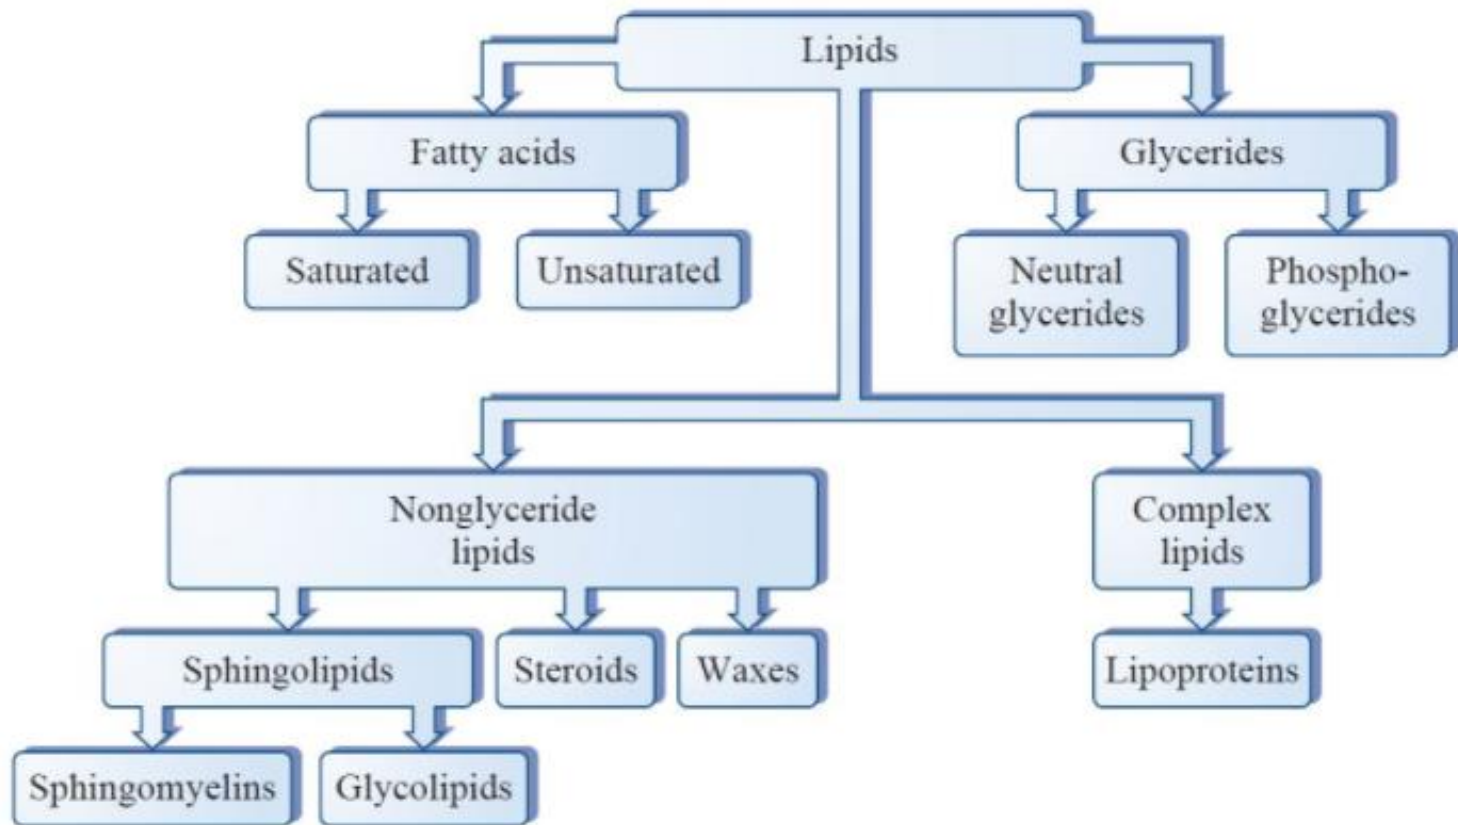 Lipids
Fatty acids
Glycerides
Saturated
Unsaturated
Neutral
glycerides
Phospho-
glycerides
Nonglyceride
lipids
Complex
lipids
Sphingolipids
Steroids
Waxes
Lipoproteins
Sphingomyelins
Glycolipids